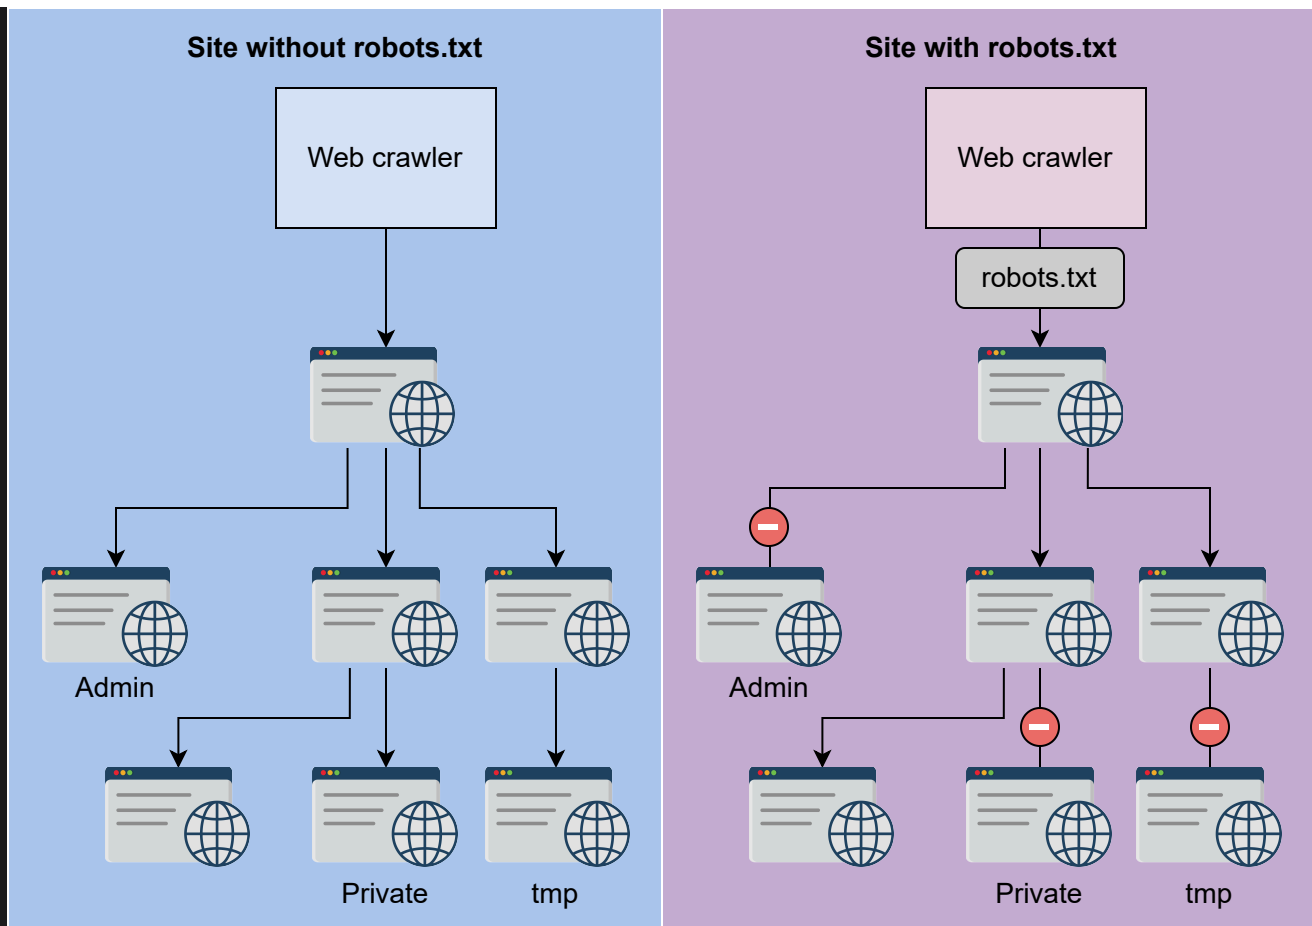 Site without robots.txt
Web crawler
Admin
Private
tmp
Site with robots.txt
Web crawler
robots.txt
Admin
Private
tmp